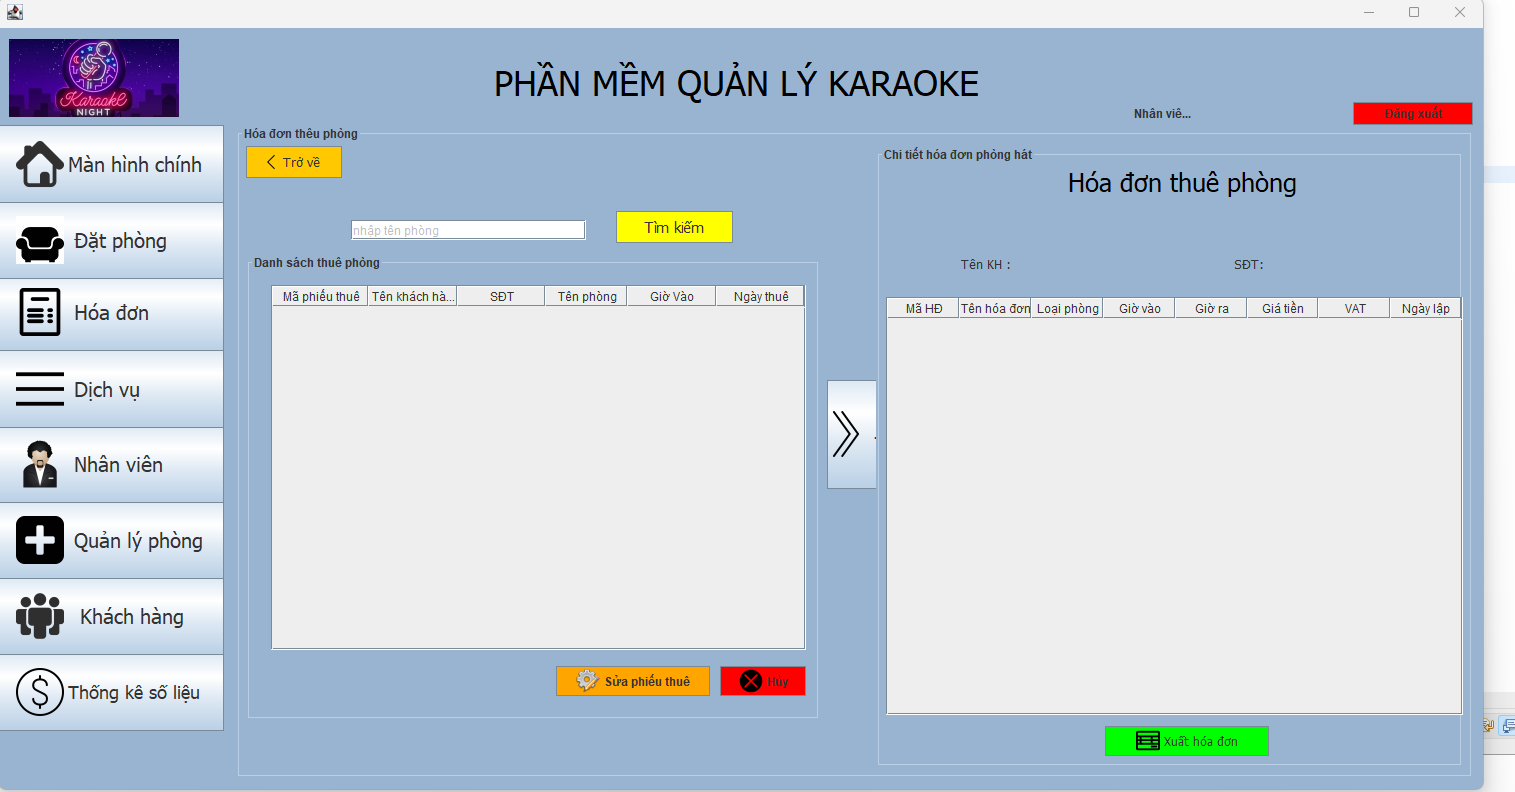 Karaoke
NIGHT
PHẦN MỀM QUẢN LÝ KARAOKE
Nhân viê...
Đăng xuất
Màn hình chính
Đặt phòng
Hóa đơn
Dịch vụ
Nhân viên
Quản lý phòng
Khách hàng
Thống kê số liệu
Hóa đơn thêu phòng
Trở về
nhập tên phòng
Tìm kiếm
Danh sách thuê phòng
Mã phiếu thuê Tên khách hà... SĐT Tên phòng Giờ Vào Ngày thuê
Sửa phiếu thuê
Hủy
Chi tiết hóa đơn phòng hát
Hóa đơn thuê phòng
Tên KH : SĐT:
Mã HĐ Tên hóa đơn Loại phòng Giờ vào Giờ ra Giá tiền VAT Ngày lập
Xuất hóa đơn